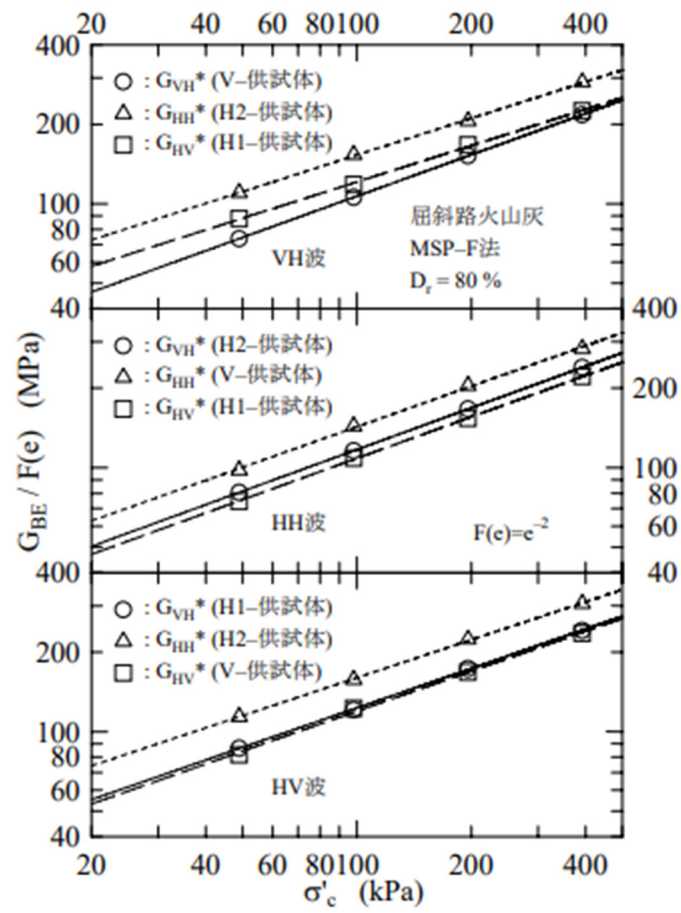 20 40 80 100 200 400
400
○ : G_VH* (V–供試体)
△ : G_HH* (H2–供試体)
□ : G_HV* (H1–供試体)
200
100
80
60
40
屈斜路火山灰
MSP–F法
D_r = 80 %
VH波
400
○ : G_VH* (H2–供試体)
△ : G_HH* (V–供試体)
□ : G_HV* (H1–供試体)
200
100
80
60
40
HH波
F(e)=e^–2
G_BE / F(e) (MPa)
400
○ : G_VH* (H1–供試体)
△ : G_HH* (H2–供試体)
□ : G_HV* (V–供試体)
200
100
80
60
40
HV波
20 40 60 80 100 200 400
σ'_c (kPa)